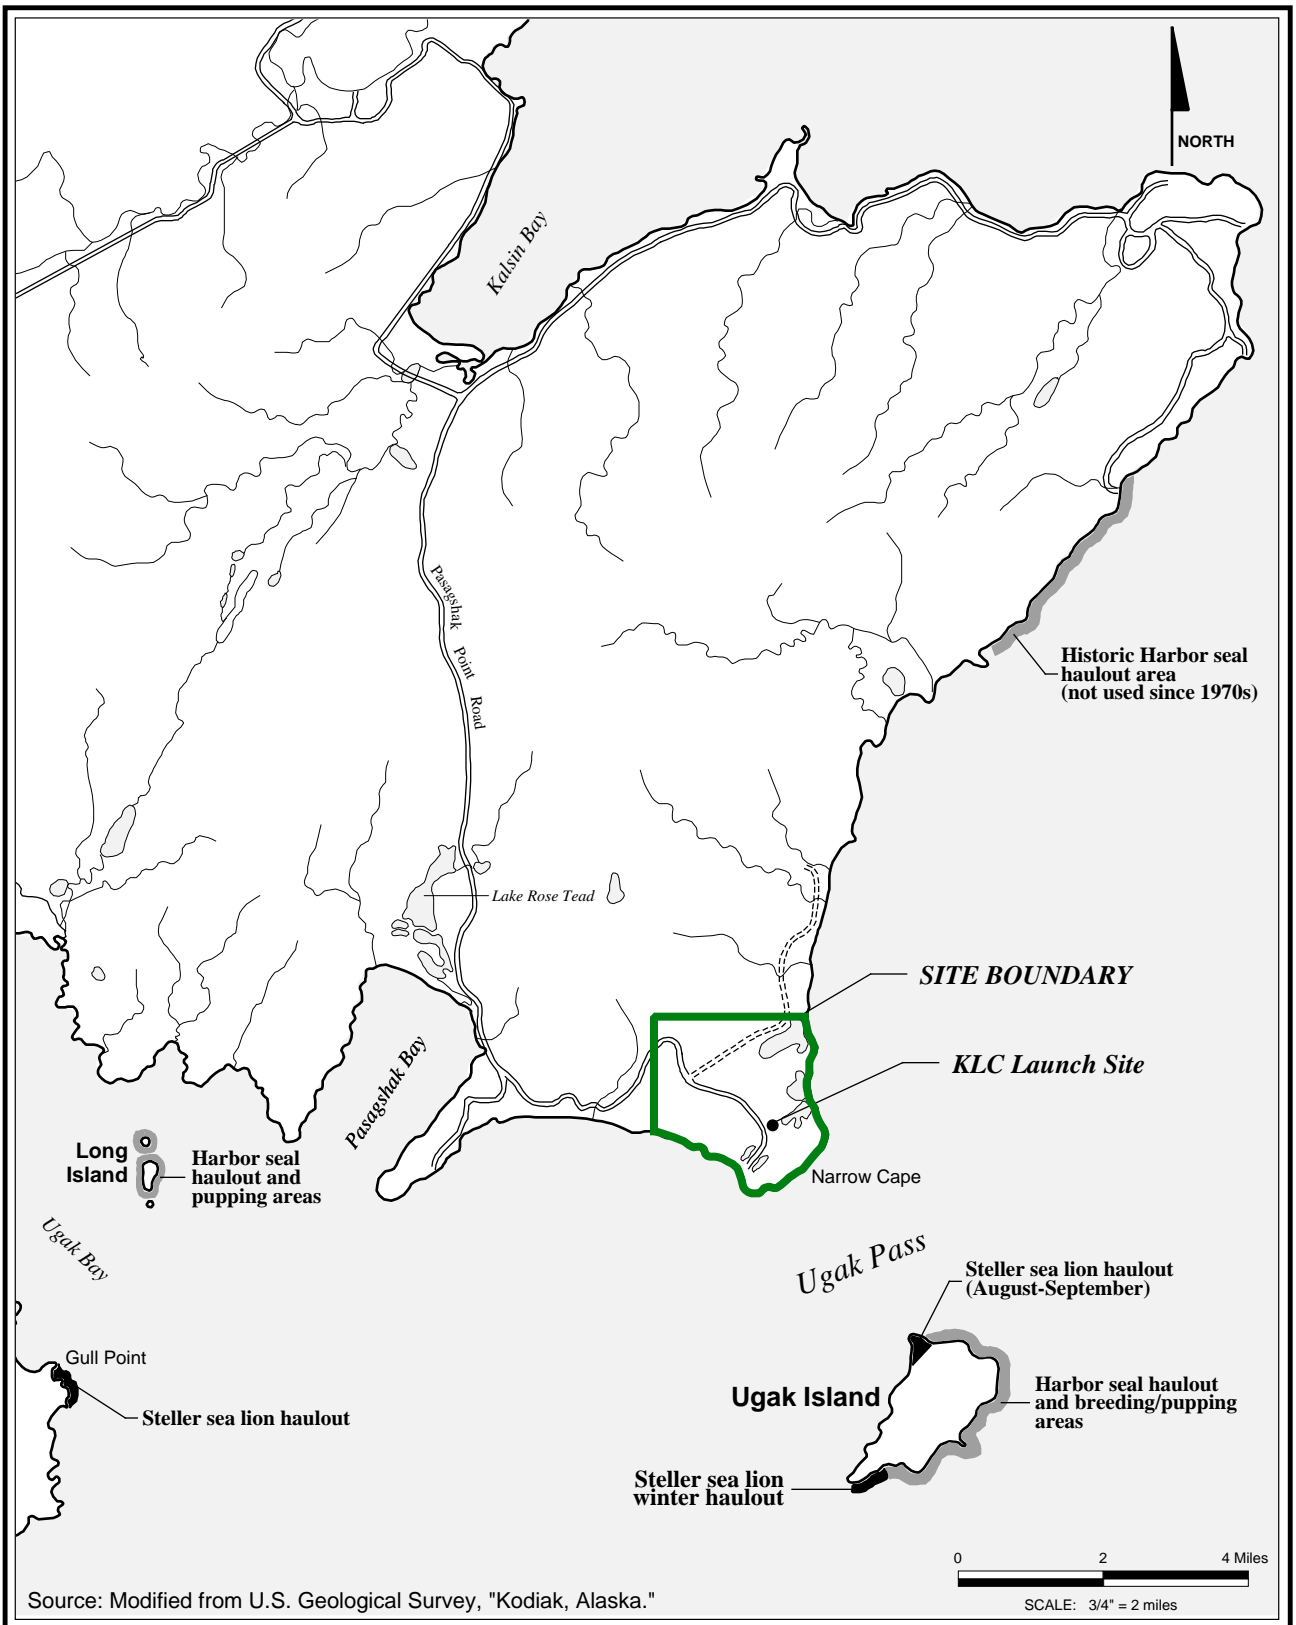 NORTH
Kalsin Bay
Pasagshak Point Road
Historic Harbor seal
haulout area
(not used since 1970s)
Lake Rose Tead
SITE BOUNDARY
KLC Launch Site
Pasagshak Bay
Long
Island
Harbor seal
haulout and
pupping areas
Narrow Cape
Ugak Bay
Ugak Pass
Steller sea lion haulout
(August-September)
Gull Point
Steller sea lion haulout
Ugak Island
Harbor seal haulout
and breeding/pupping
areas
Steller sea lion
winter haulout
0 2 4 Miles
SCALE: 3/4" = 2 miles
Source: Modified from U.S. Geological Survey, "Kodiak, Alaska."